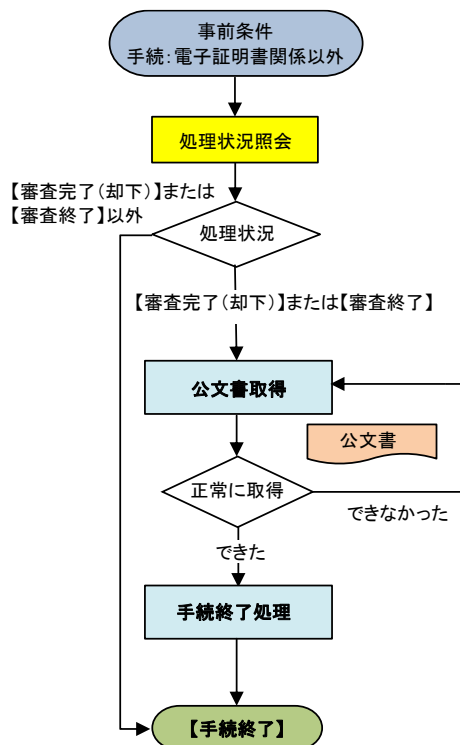 事前条件
手続：電子証明書関係以外
処理状況照会
【審査完了（却下）】または
【審査終了】以外
処理状況
【審査完了（却下）】または【審査終了】
公文書取得
公文書
正常に取得
できなかった
できた
手続終了処理
【手続終了】